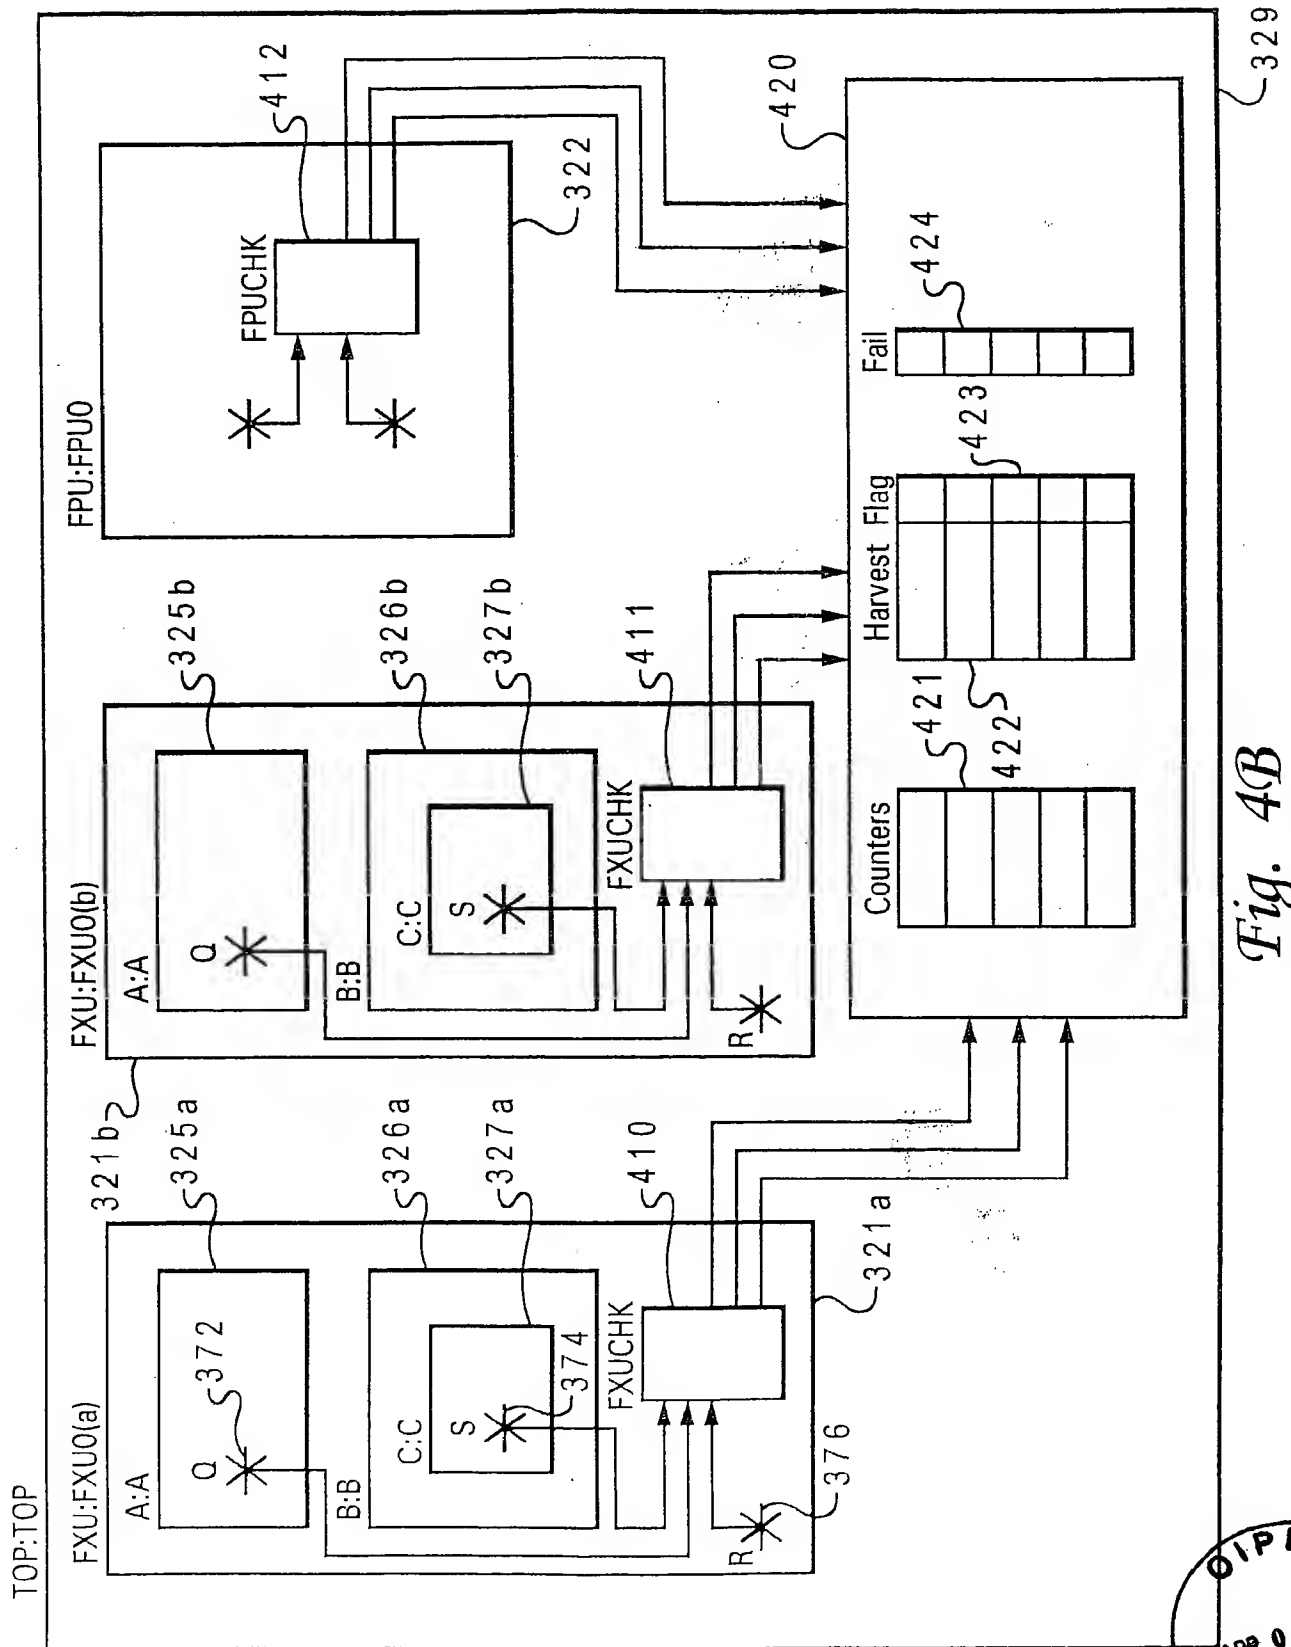 TOP:TOP
FXU:FXU0(a)
A:A
Q
372
325a
B:B
C:C
S
374
326a
327a
FXUCHK
410
R
376
321a
321b
FXU:FXU0(b)
A:A
Q
325b
B:B
C:C
S
326b
327b
FXUCHK
411
R
FPU:FPU0
FPUCHK
412
322
420
Counters
421
Harvest Flag
422
423
Fail
424
329
Fig. 4B
OIP